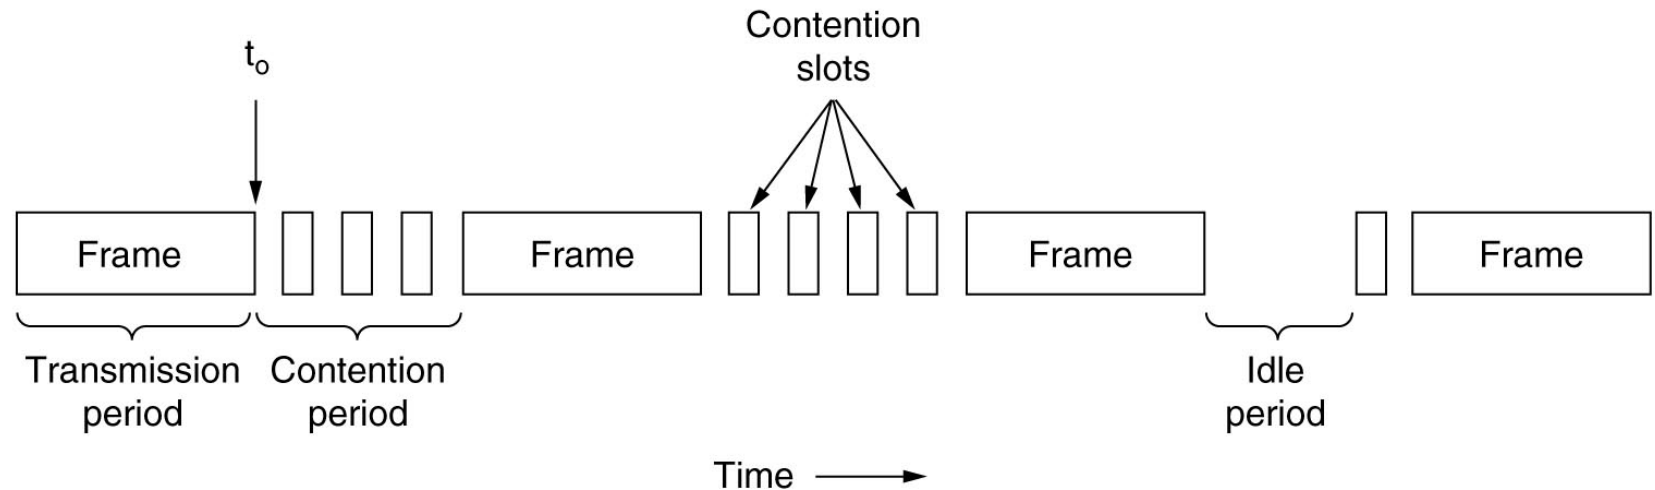 Contention
slots
t₀
Frame
Frame
Frame
Frame
Transmission
period
Contention
period
Idle
period
Time